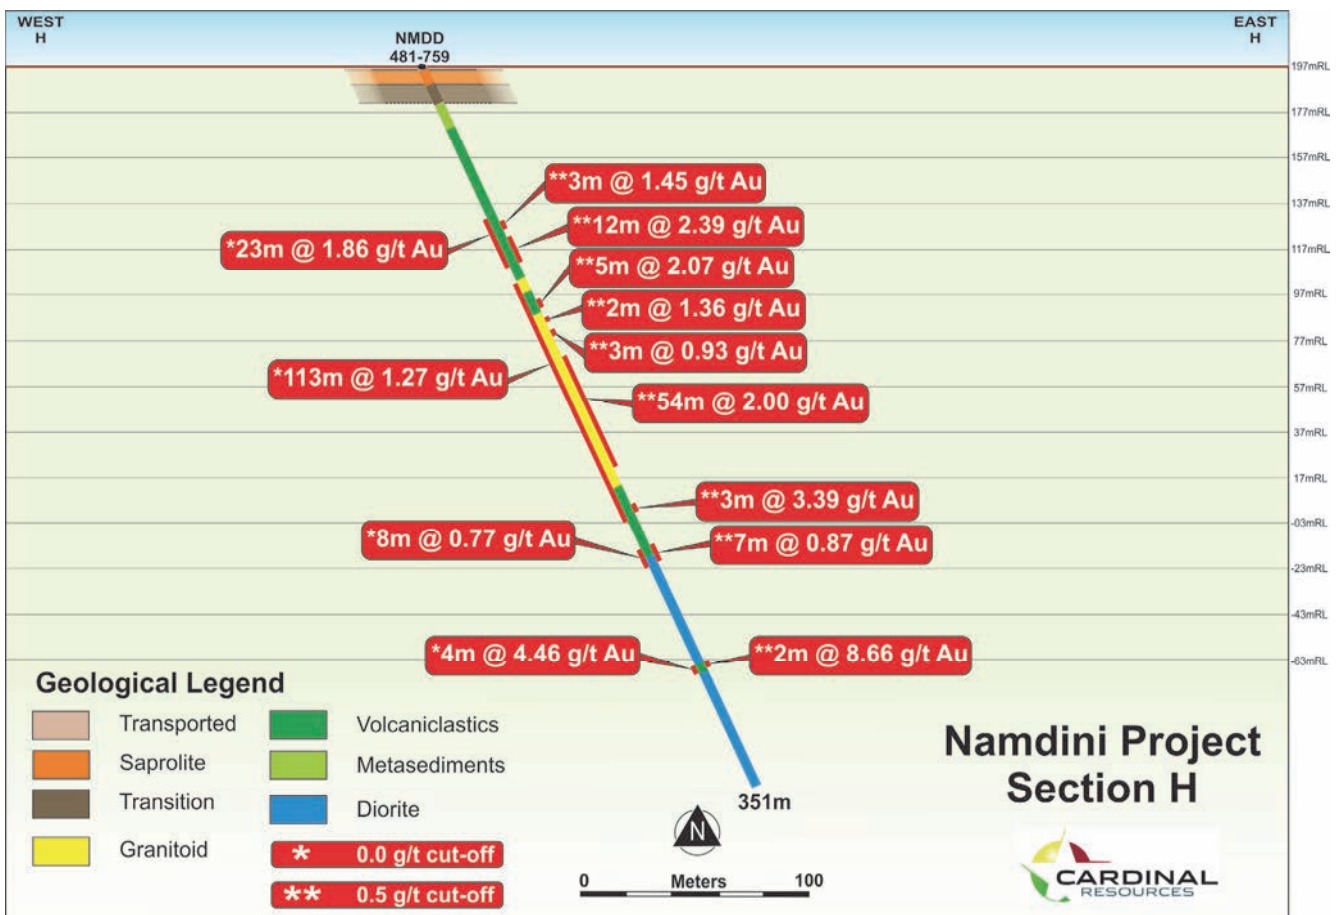 WEST
H
EAST
H
NMDD
481-759
197mRL
177mRL
157mRL
137mRL
117mRL
97mRL
77mRL
57mRL
37mRL
17mRL
-03mRL
-23mRL
-43mRL
-63mRL
**3m @ 1.45 g/t Au
**12m @ 2.39 g/t Au
*23m @ 1.86 g/t Au
**5m @ 2.07 g/t Au
**2m @ 1.36 g/t Au
**3m @ 0.93 g/t Au
*113m @ 1.27 g/t Au
**54m @ 2.00 g/t Au
**3m @ 3.39 g/t Au
*8m @ 0.77 g/t Au
**7m @ 0.87 g/t Au
*4m @ 4.46 g/t Au
**2m @ 8.66 g/t Au
351m
Geological Legend
Transported
Saprolite
Transition
Granitoid
Volcaniclastics
Metasediments
Diorite
* 0.0 g/t cut-off
** 0.5 g/t cut-off
N
0 Meters 100
Namdini Project
Section H
CARDINAL
RESOURCES